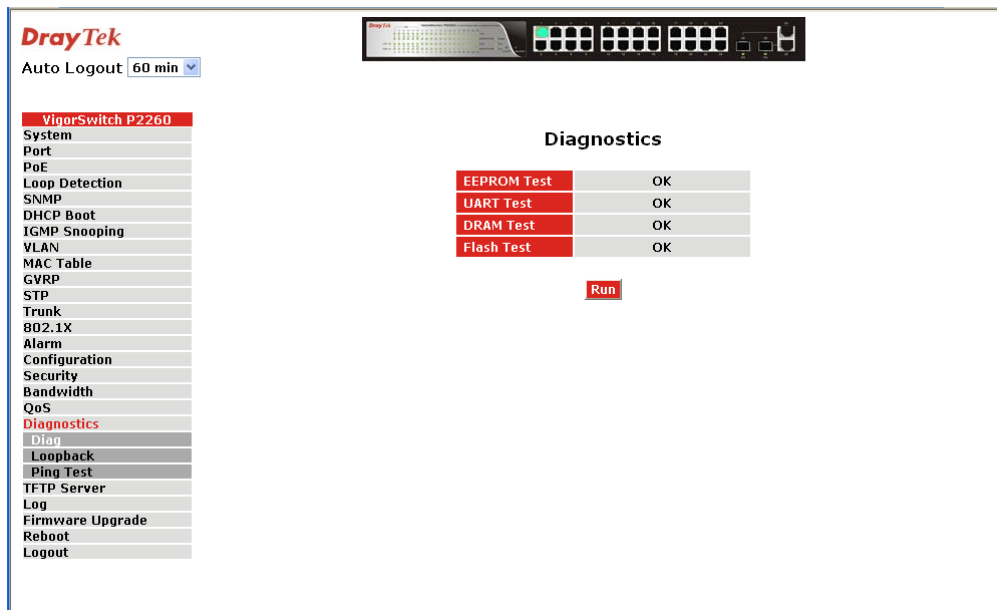 DrayTek
Auto Logout 60 min
DrayTek
VigorSwitch P2260
System
Port
PoE
Loop Detection
SNMP
DHCP Boot
IGMP Snooping
VLAN
MAC Table
GVRP
STP
Trunk
802.1X
Alarm
Configuration
Security
Bandwidth
QoS
Diagnostics
Diag
Loopback
Ping Test
TFTP Server
Log
Firmware Upgrade
Reboot
Logout
Diagnostics
EEPROM Test OK
UART Test OK
DRAM Test OK
Flash Test OK
Run